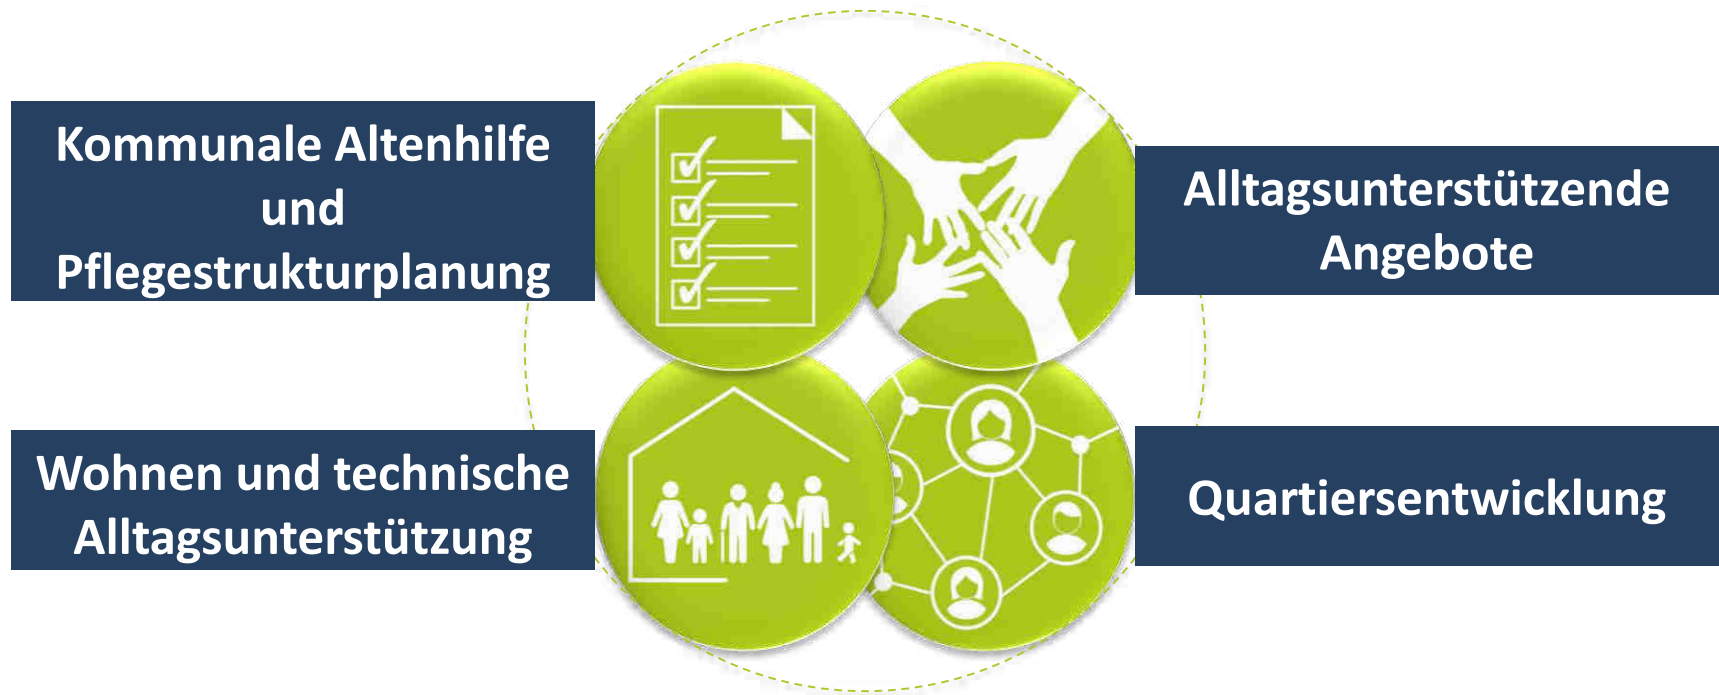 Kommunale Altenhilfe
und
Pflegestrukturplanung
Alltagsunterstützende
Angebote
Wohnen und technische
Alltagsunterstützung
Quartiersentwicklung